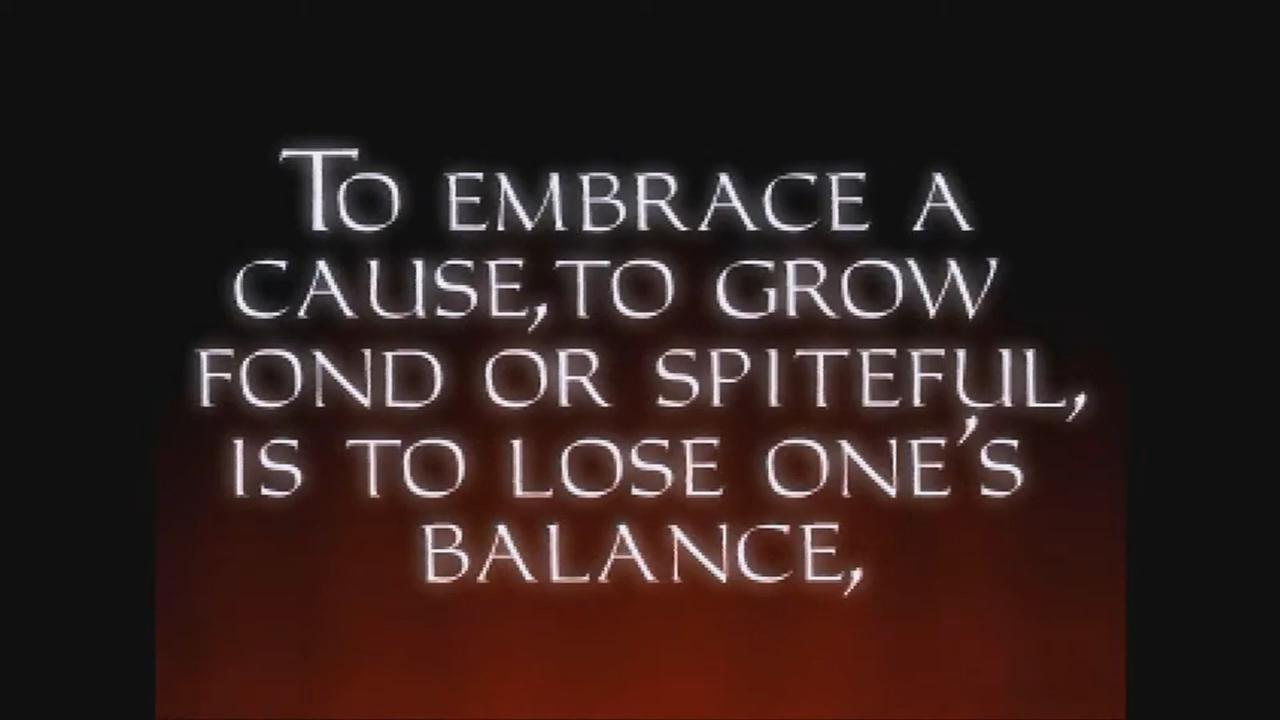 To EMBRACE A
CAUSE,TO GROW
FOND OR SPITEFUL,
IS TO LOSE ONE'S
BALANCE,